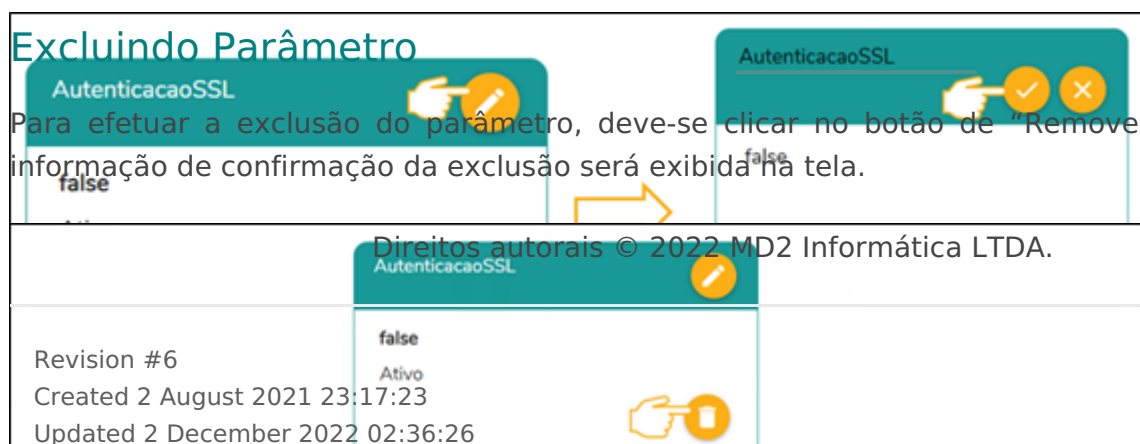 Excluindo Parâmetro
AutenticacaoSSL
AutenticacaoSSL
Para efetuar a exclusão do parâmetro, deve-se clicar no botão de “Remove
informação de confirmação da exclusão será exibida na tela.
false
false
Direitos autorais © 2022 MD2 Informática LTDA.
AutenticacaoSSL
false
Ativo
Revision #6
Created 2 August 2021 23:17:23
Updated 2 December 2022 02:36:26